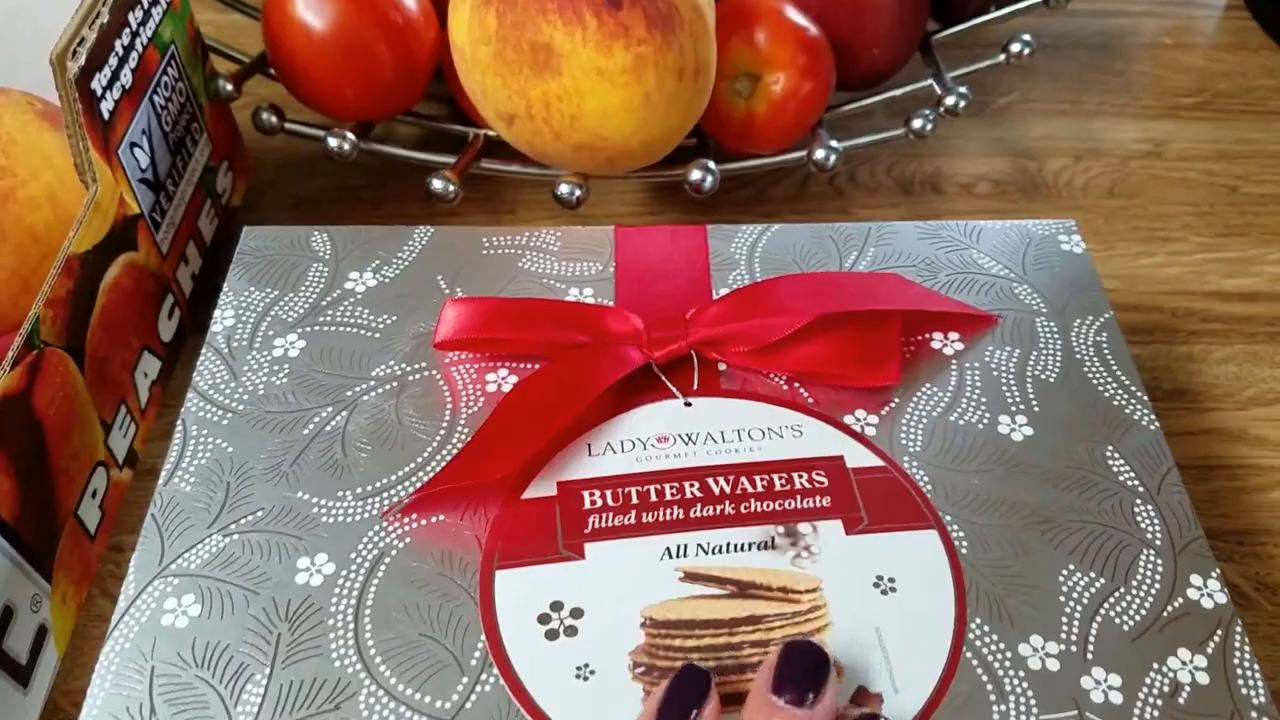 Taste Is N
Negotiable
NON
GMO
VERIFIED
PEACHES
C®
LADY WALTON'S
GOURMET COOKIES
BUTTER WAFERS
filled with dark chocolate
All Natural